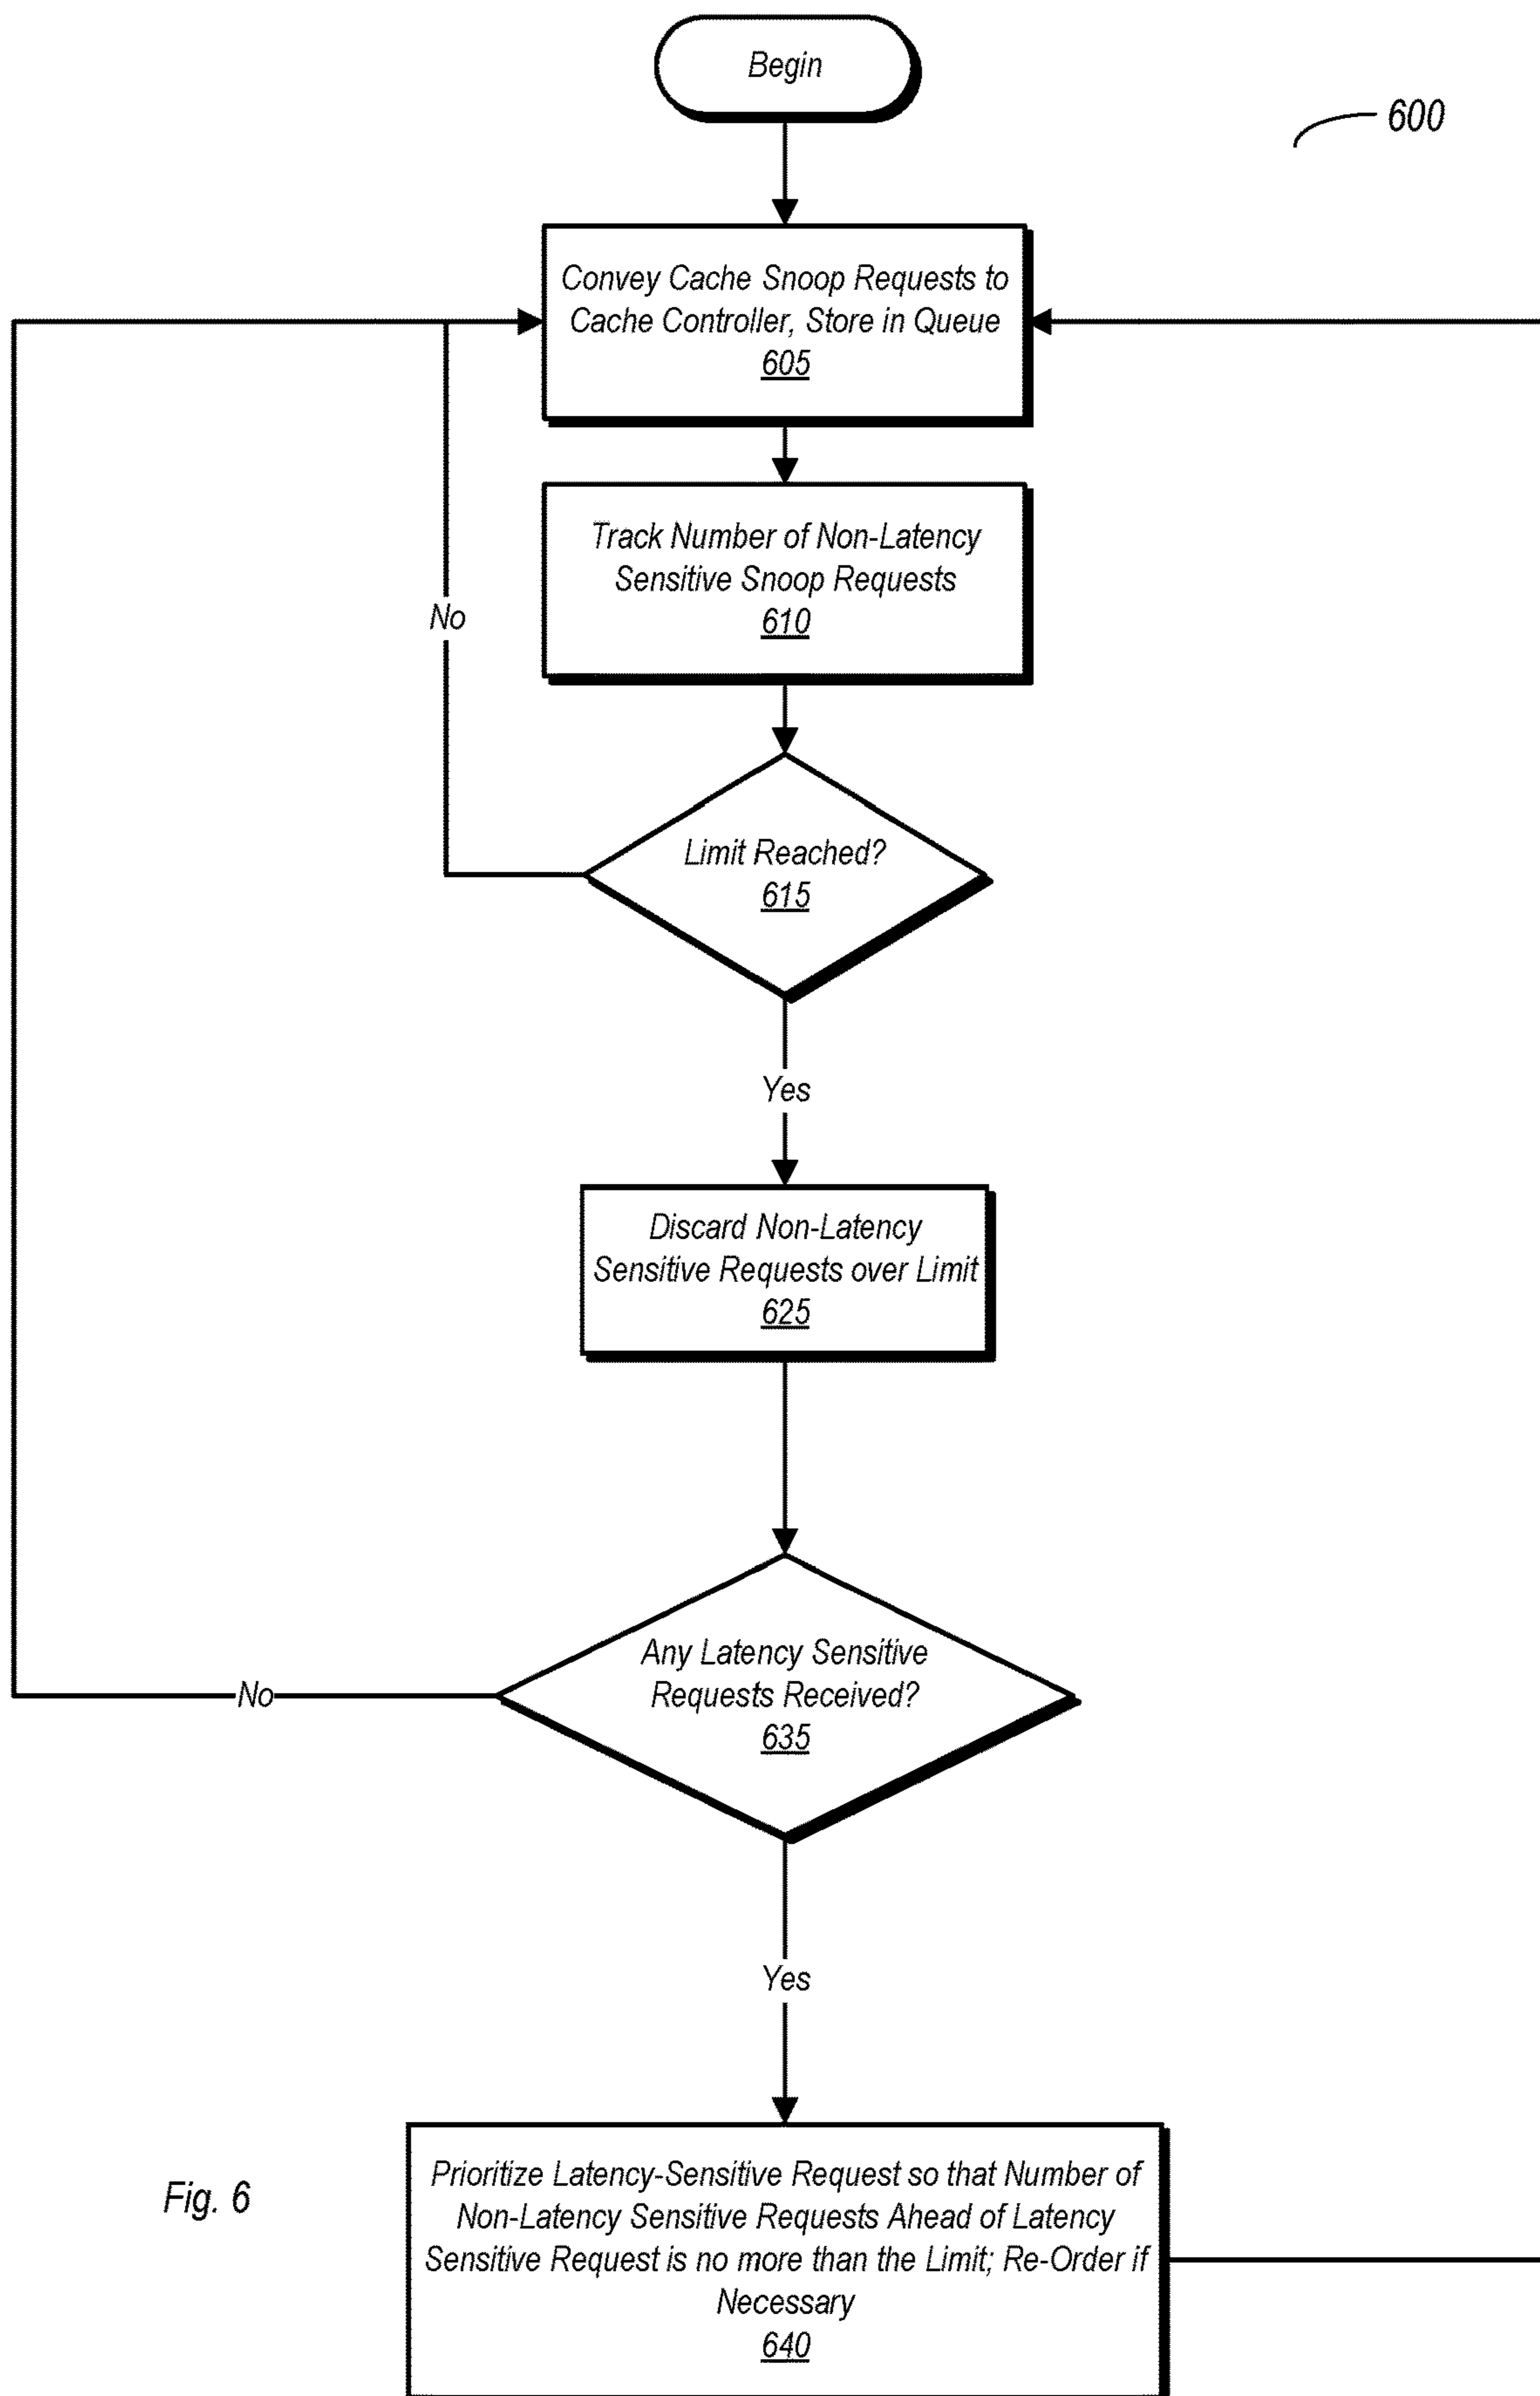 Begin
600
Convey Cache Snoop Requests to
Cache Controller, Store in Queue
605
Track Number of Non-Latency
Sensitive Snoop Requests
610
No
Limit Reached?
615
Yes
Discard Non-Latency
Sensitive Requests over Limit
625
Any Latency Sensitive
Requests Received?
635
No
Yes
Prioritize Latency-Sensitive Request so that Number of
Non-Latency Sensitive Requests Ahead of Latency
Sensitive Request is no more than the Limit; Re-Order if
Necessary
640
Fig. 6